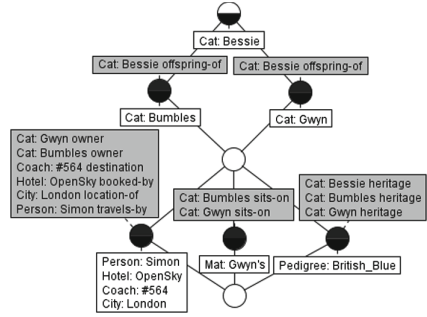 Cat: Bessie
Cat: Bessie offspring-of
Cat: Bessie offspring-of
Cat: Bumbles
Cat: Gwyn
Cat: Gwyn owner
Cat: Bumbles owner
Coach: #564 destination
Hotel: OpenSky booked-by
City: London location-of
Person: Simon travels-by
Cat: Bumbles sits-on
Cat: Gwyn sits-on
Cat: Bessie heritage
Cat: Bumbles heritage
Cat: Gwyn heritage
Person: Simon
Hotel: OpenSky
Coach: #564
City: London
Mat: Gwyn's
Pedigree: British_Blue